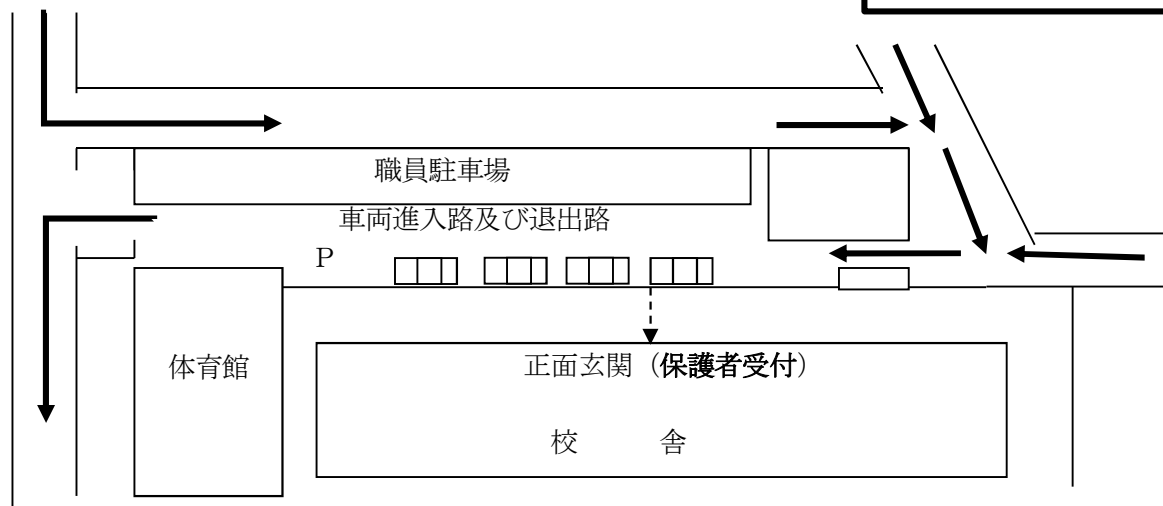 職員駐車場
車両進入路及び退出路
P
体育館
正面玄関（保護者受付）
校　　舎